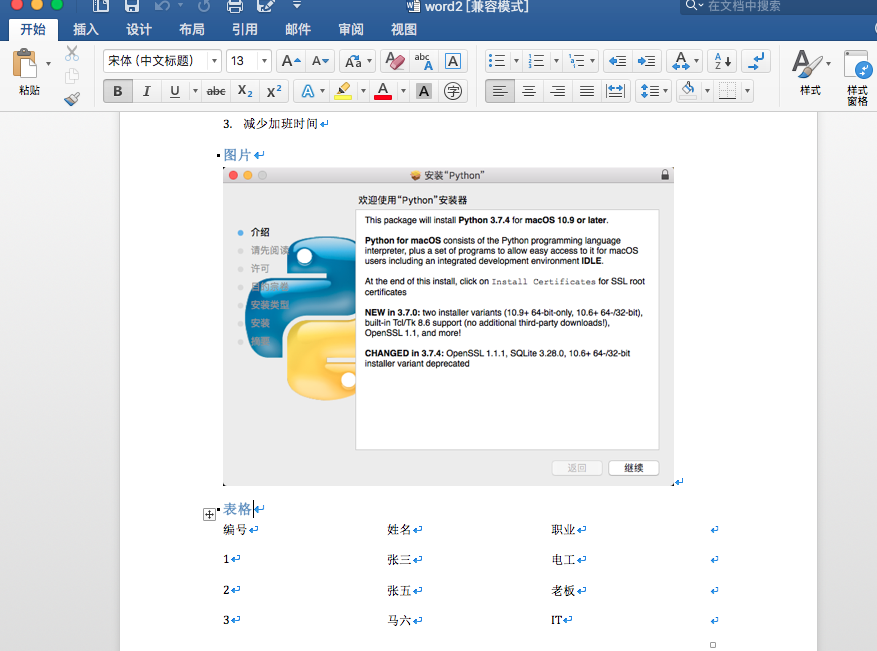 word2 [兼容模式]
在文档中搜索
开始 插入 设计 布局 引用 邮件 审阅 视图
宋体 (中文标题) 13
粘贴
样式
样式
窗格
B I U abc X₂ X²
3. 减少加班时间
图片
安装"Python"
欢迎使用"Python"安装器
介绍
请先阅读
许可
目的宗卷
安装类型
安装
摘要
This package will install Python 3.7.4 for macOS 10.9 or later.
Python for macOS consists of the Python programming language
interpreter, plus a set of programs to allow easy access to it for macOS
users including an integrated development environment IDLE.
At the end of this install, click on Install Certificates for SSL root
certificates
NEW in 3.7.0: two installer variants (10.9+ 64-bit-only, 10.6+ 64-/32-bit),
built-in Tcl/Tk 8.6 support (no additional third-party downloads!),
OpenSSL 1.1, and more!
CHANGED in 3.7.4: OpenSSL 1.1.1, SQLite 3.28.0, 10.6+ 64-/32-bit
installer variant deprecated
返回 继续
表格
编号 姓名 职业
1 张三 电工
2 张五 老板
3 马六 IT